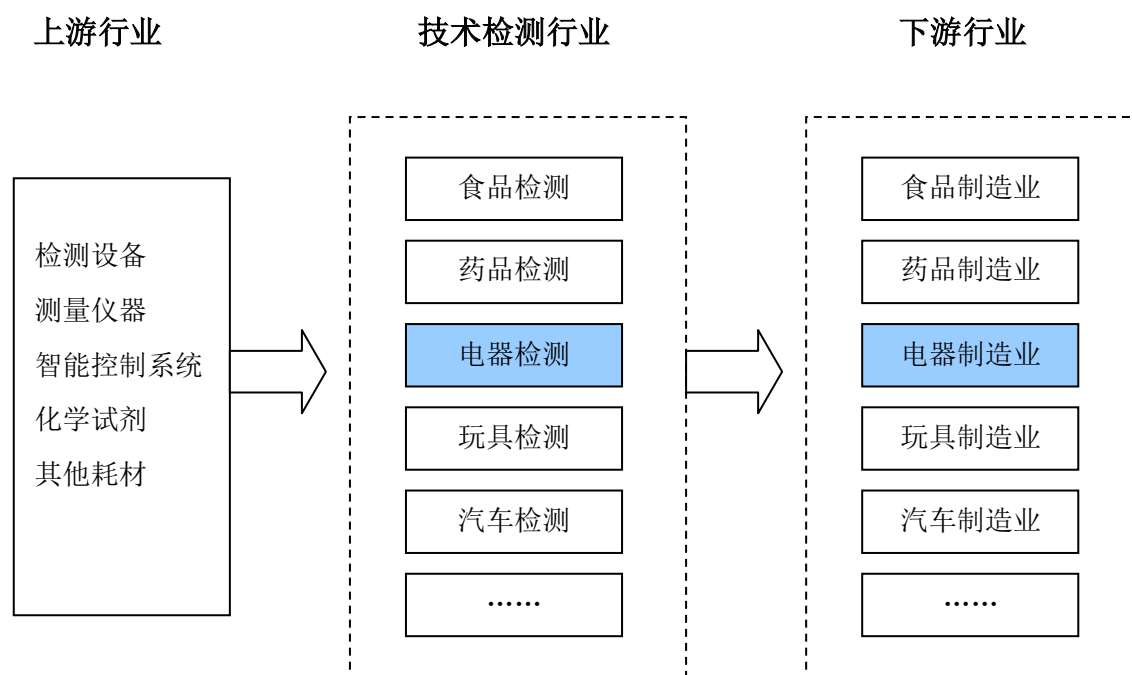 上游行业
技术检测行业
下游行业
检测设备
测量仪器
智能控制系统
化学试剂
其他耗材
食品检测
药品检测
电器检测
玩具检测
汽车检测
……
食品制造业
药品制造业
电器制造业
玩具制造业
汽车制造业
……